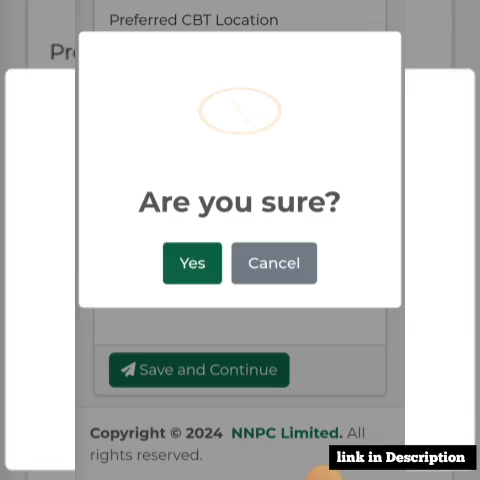 Preferred CBT Location
Pr
Are you sure?
Yes
Cancel
Save and Continue
Copyright © 2024 NNPC Limited. All
rights reserved.
link in Description